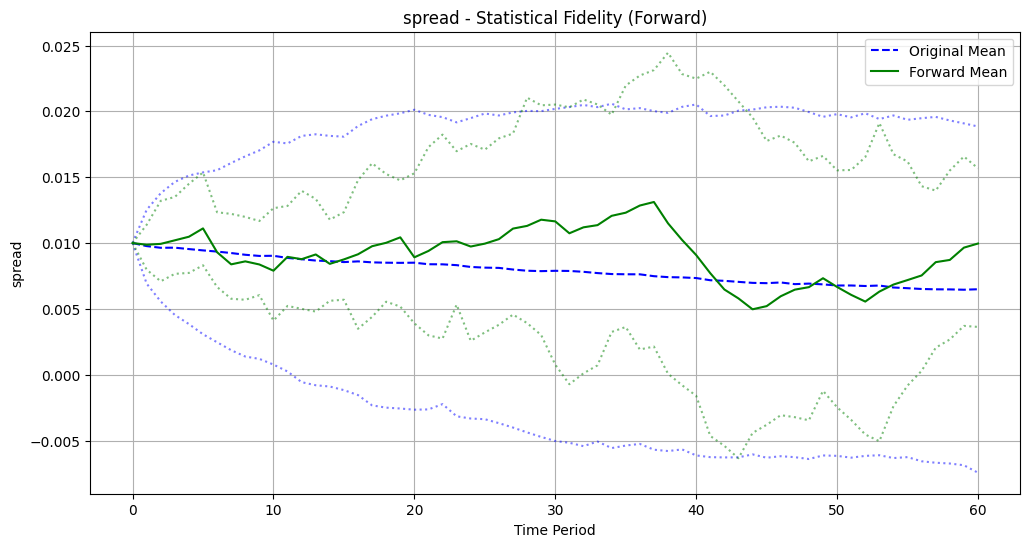 spread - Statistical Fidelity (Forward)
Original Mean
Forward Mean
spread
0.025
0.020
0.015
0.010
0.005
0.000
−0.005
0
10
20
30
40
50
60
Time Period